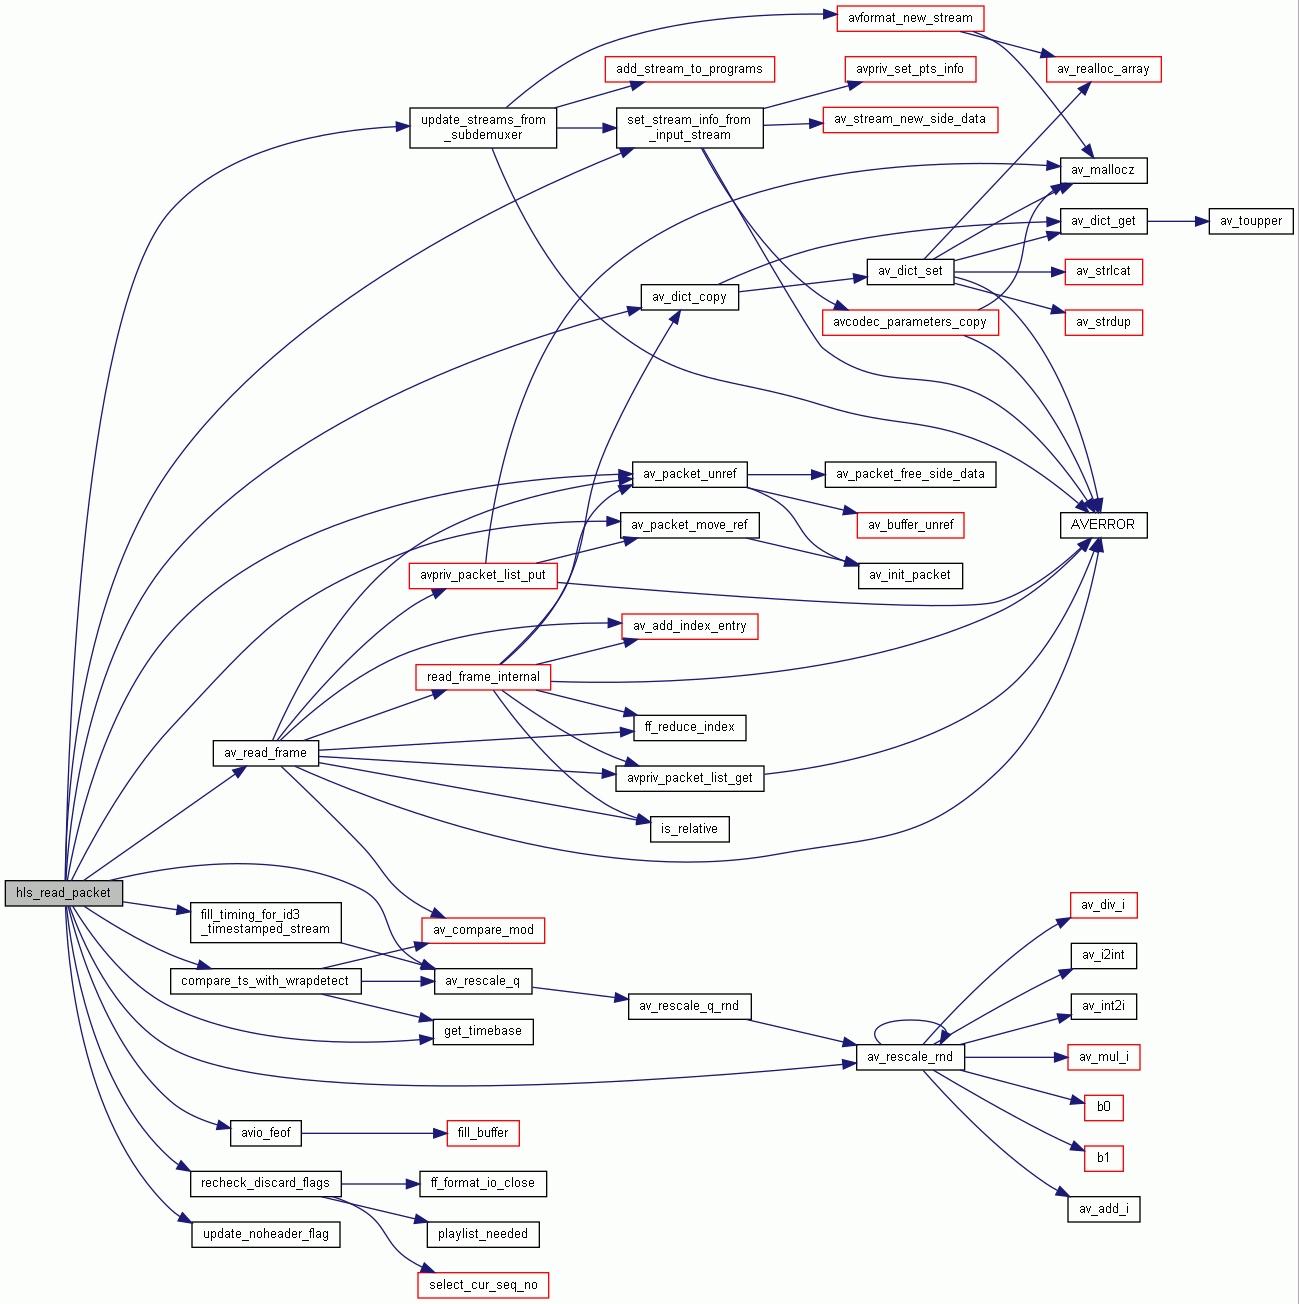 avformat_new_stream
add_stream_to_programs
avpriv_set_pts_info
av_realloc_array
update_streams_from
_subdemuxer
set_stream_info_from
_input_stream
av_stream_new_side_data
av_mallocz
av_dict_get
av_toupper
av_dict_set
av_strlcat
av_dict_copy
avcodec_parameters_copy
av_strdup
av_packet_unref
av_packet_free_side_data
av_packet_move_ref
av_buffer_unref
AVERROR
avpriv_packet_list_put
av_init_packet
av_add_index_entry
read_frame_internal
ff_reduce_index
av_read_frame
avpriv_packet_list_get
is_relative
hls_read_packet
fill_timing_for_id3
_timestamped_stream
av_compare_mod
av_div_i
compare_ts_with_wrapdetect
av_rescale_q
av_i2int
av_rescale_q_rnd
av_int2i
get_timebase
av_rescale_rnd
av_mul_i
b0
avio_feof
fill_buffer
b1
recheck_discard_flags
ff_format_io_close
av_add_i
update_noheader_flag
playlist_needed
select_cur_seq_no